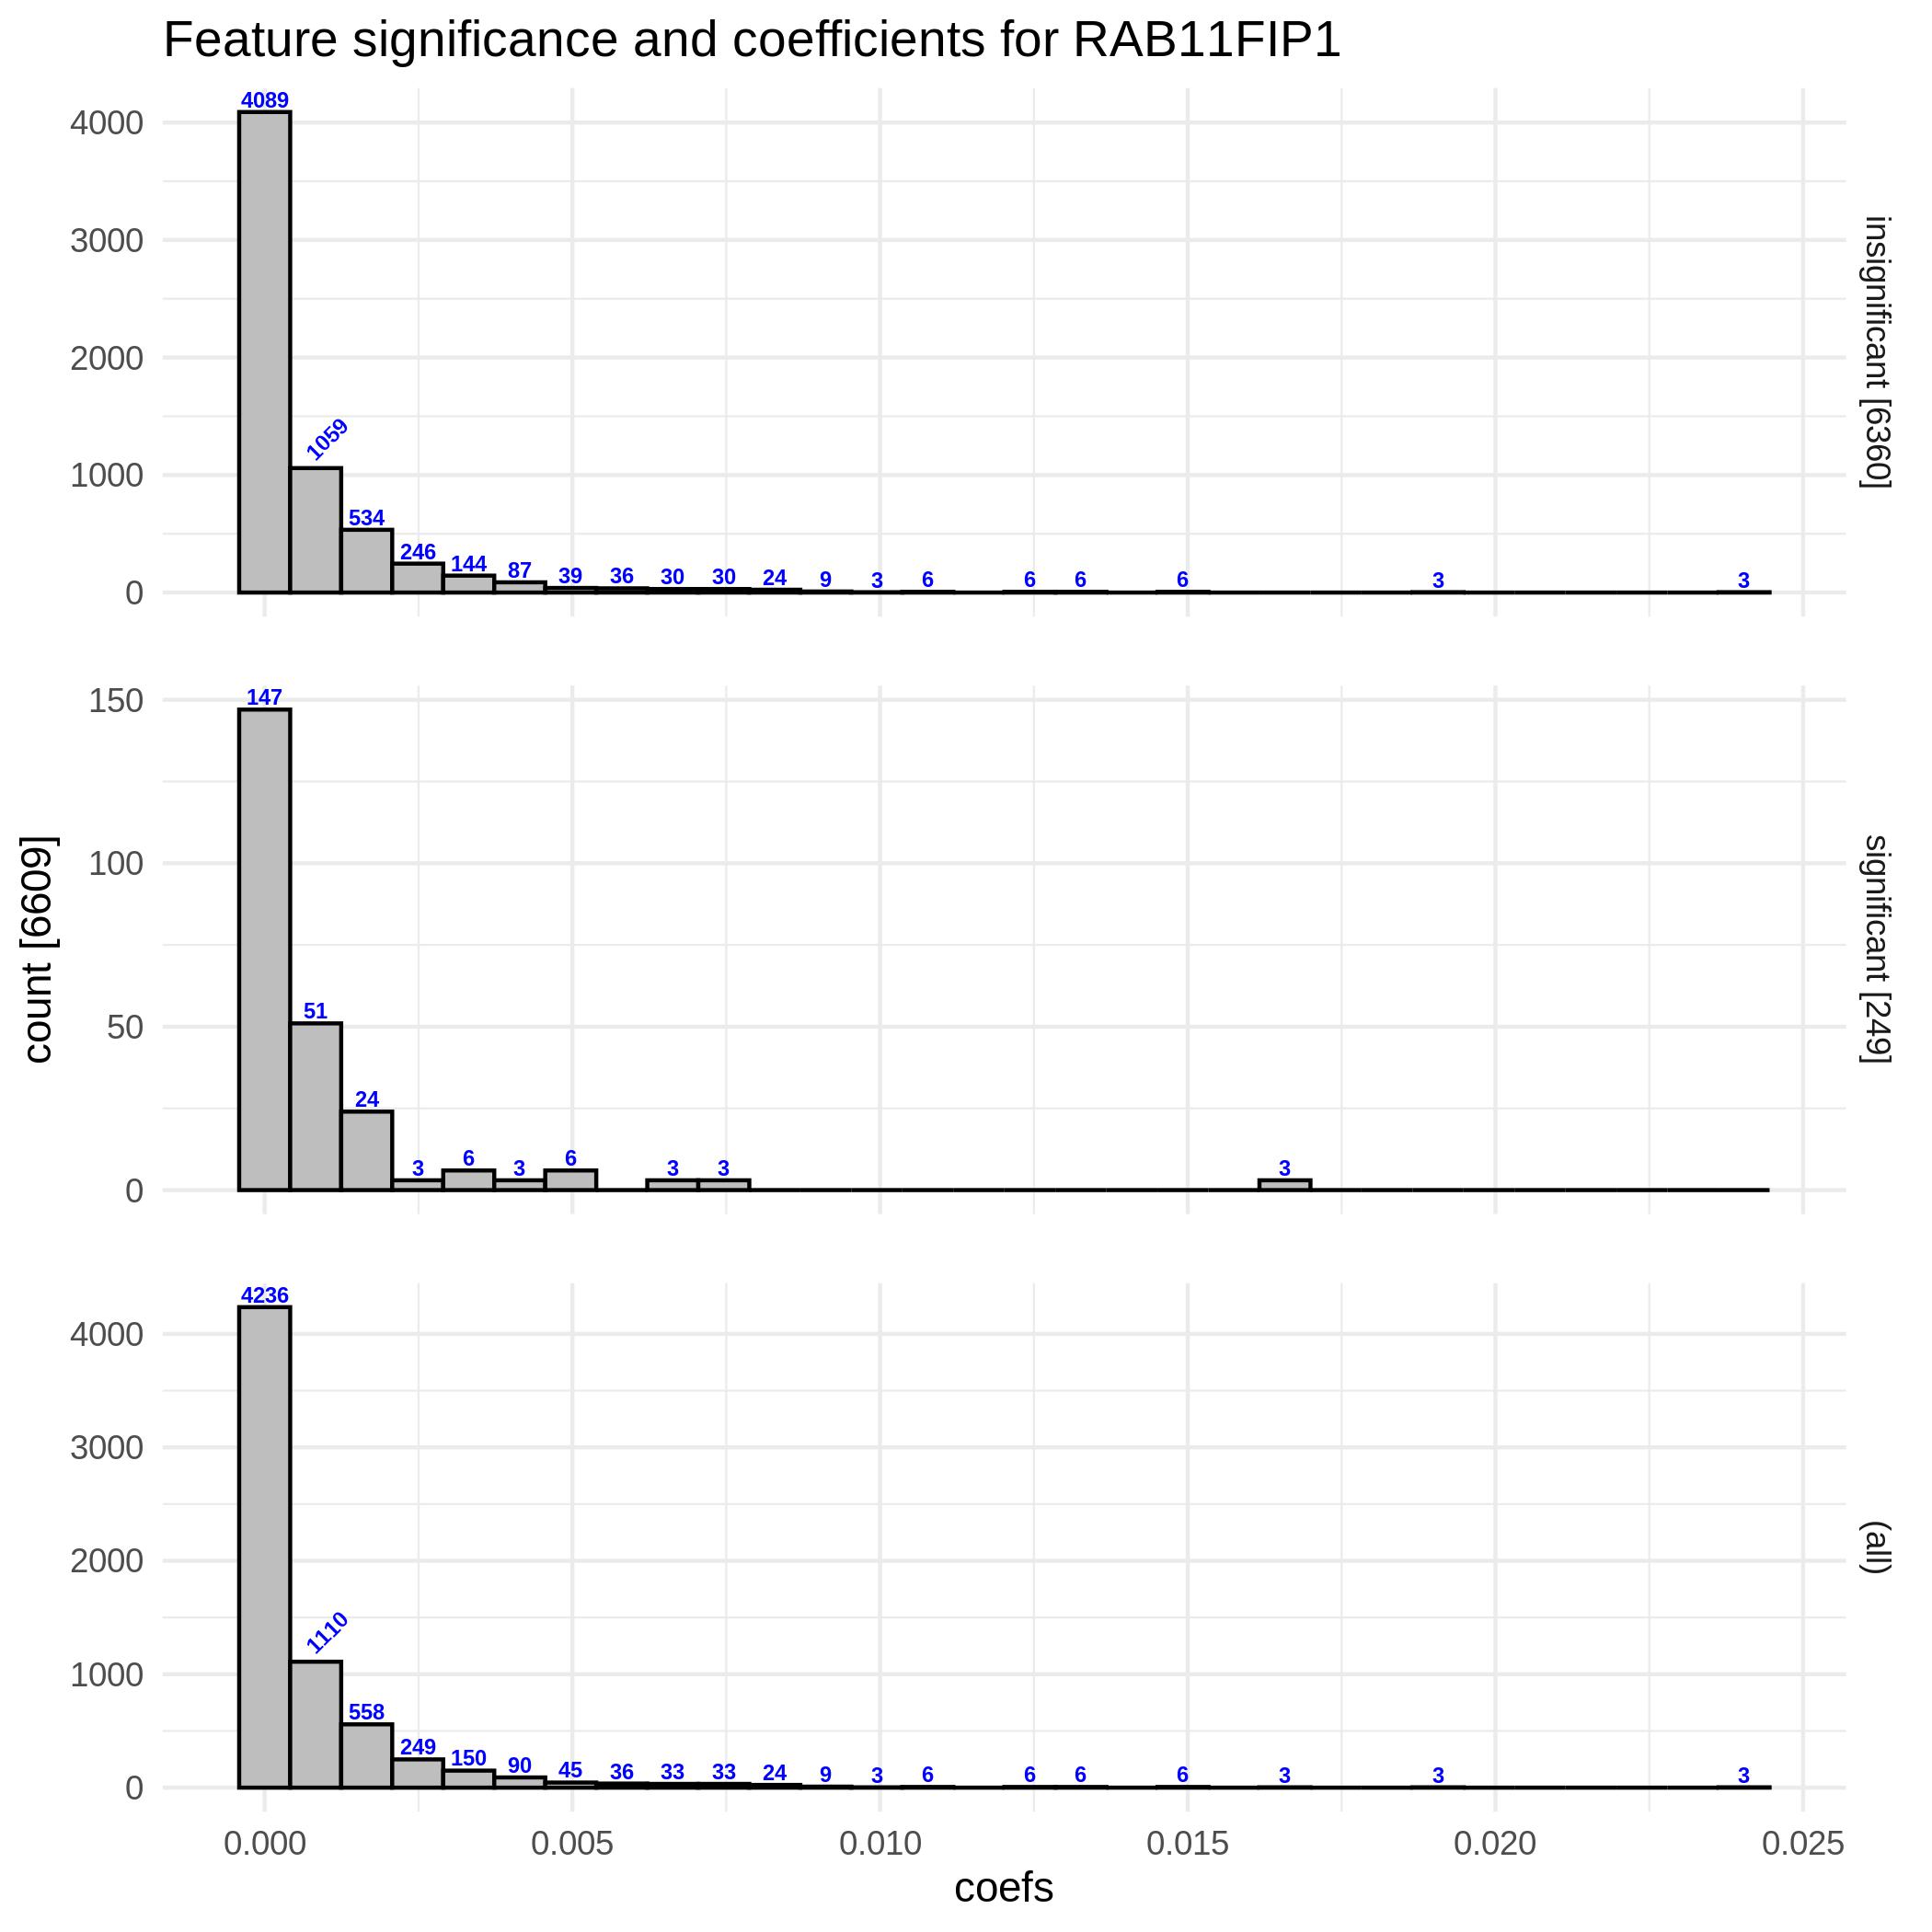 Feature significance and coefficients for RAB11FIP1
4089
4000
3000
2000
1059
1000
534
246 144 87 39 36 30 30 24 9 3 6 6 6 6 3 3
0
insignificant [6360]
147
150
100
51
50
24
3 6 3 6 3 3 3
0
significant [249]
count [6609]
4236
4000
3000
2000
1110
1000
558
249 150 90 45 36 33 33 24 9 3 6 6 6 6 3 3 3
0
(all)
0.000 0.005 0.010 0.015 0.020 0.025
coefs